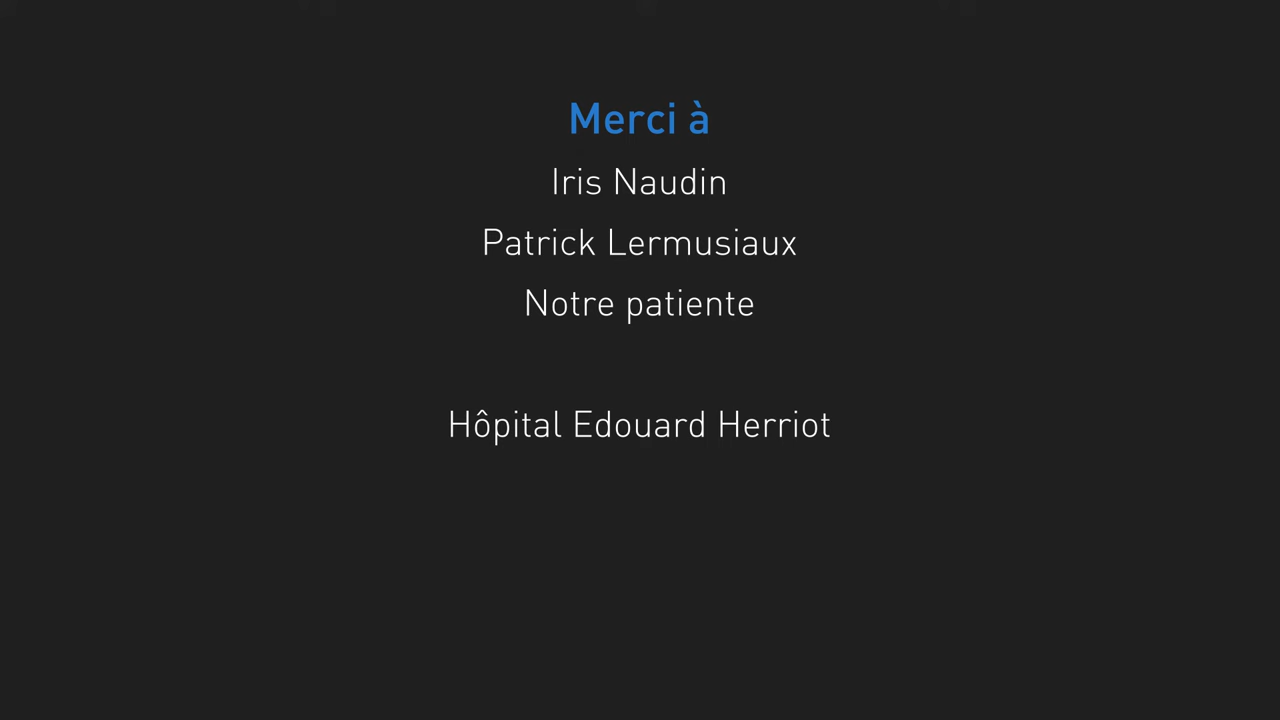 Merci à
Iris Naudin
Patrick Lermusiaux
Notre patiente
Hôpital Edouard Herriot